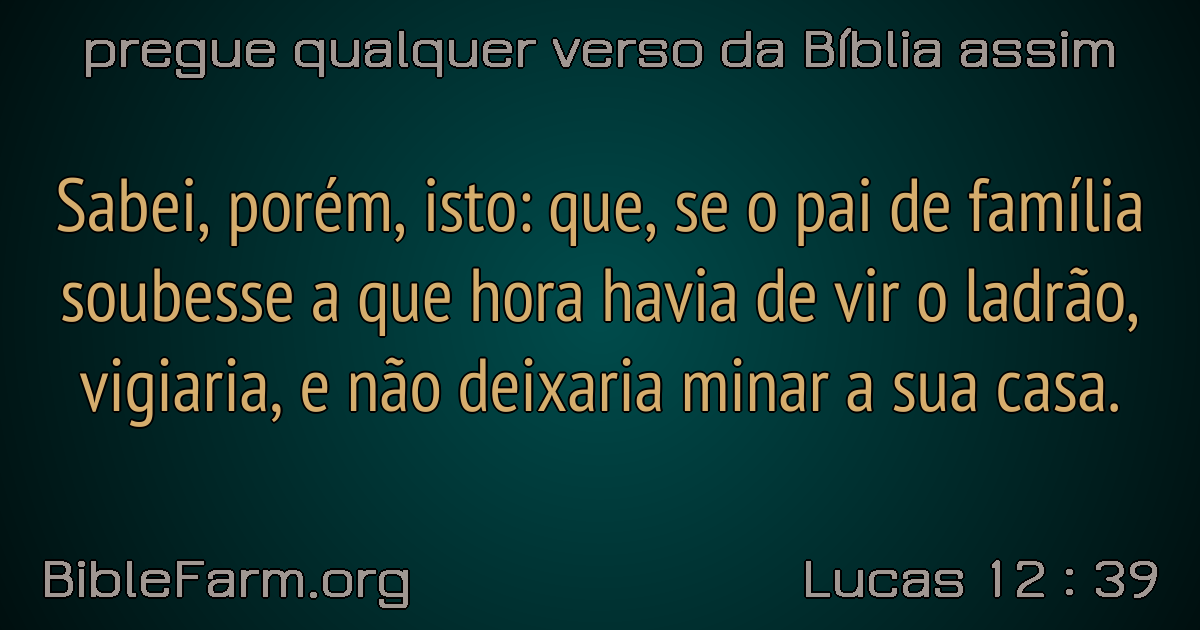 pregue qualquer verso da Bíblia assim
Sabei, porém, isto: que, se o pai de família
soubesse a que hora havia de vir o ladrão,
vigiaria, e não deixaria minar a sua casa.
BibleFarm.org
Lucas 12 : 39